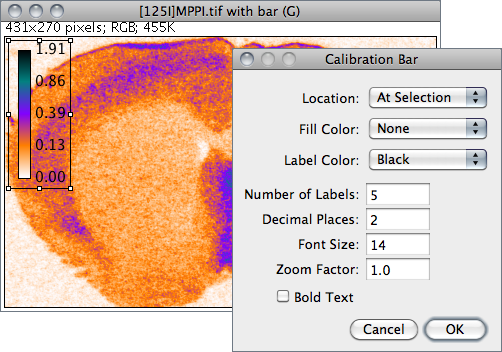 [125I]MPPI.tif with bar (G)
431x270 pixels; RGB; 455K
1.91
0.86
0.39
0.13
0.00
Calibration Bar
Location: At Selection
Fill Color: None
Label Color: Black
Number of Labels: 5
Decimal Places: 2
Font Size: 14
Zoom Factor: 1.0
Bold Text
Cancel OK